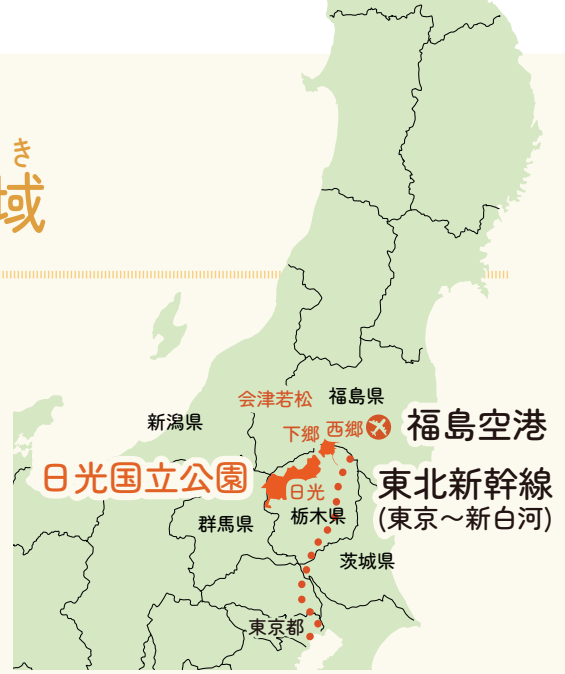 き
域
会津若松
福島県
新潟県
下郷
西郷
福島空港
日光国立公園
日光
東北新幹線
(東京～新白河)
群馬県
栃木県
茨城県
東京都